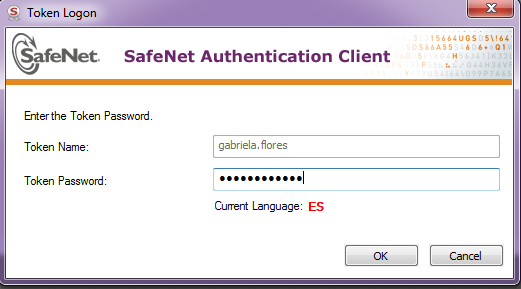 Token Logon
SafeNet.
SafeNet Authentication Client
Enter the Token Password.
Token Name:
gabriela.flores
Token Password:
●●●●●●●●●●●●
Current Language: ES
OK
Cancel